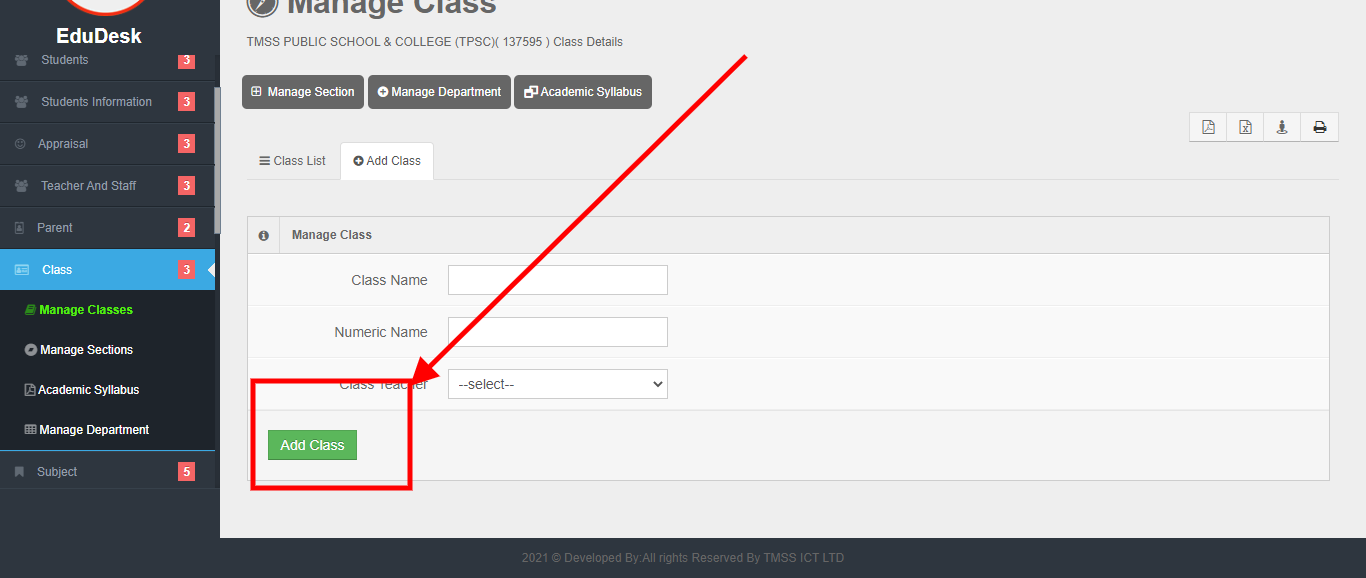 EduDesk
Students 3
Students Information 3
Appraisal 3
Teacher And Staff 3
Parent 2
Class 3
Manage Classes
Manage Sections
Academic Syllabus
Manage Department
Subject 5
Manage Class
TMSS PUBLIC SCHOOL & COLLEGE (TPSC)( 137595 ) Class Details
Manage Section Manage Department Academic Syllabus
Class List Add Class
Manage Class
Class Name
Numeric Name
Class Teacher --select--
Add Class
2021 © Developed By:All rights Reserved By TMSS ICT LTD